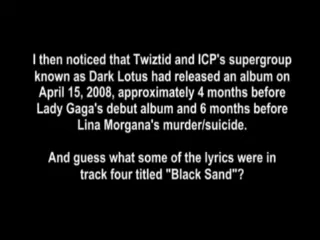 I then noticed that Twiztid and ICP's supergroup
known as Dark Lotus had released an album on
April 15, 2008, approximately 4 months before
Lady Gaga's debut album and 6 months before
Lina Morgana's murder/suicide.
And guess what some of the lyrics were in
track four titled "Black Sand"?